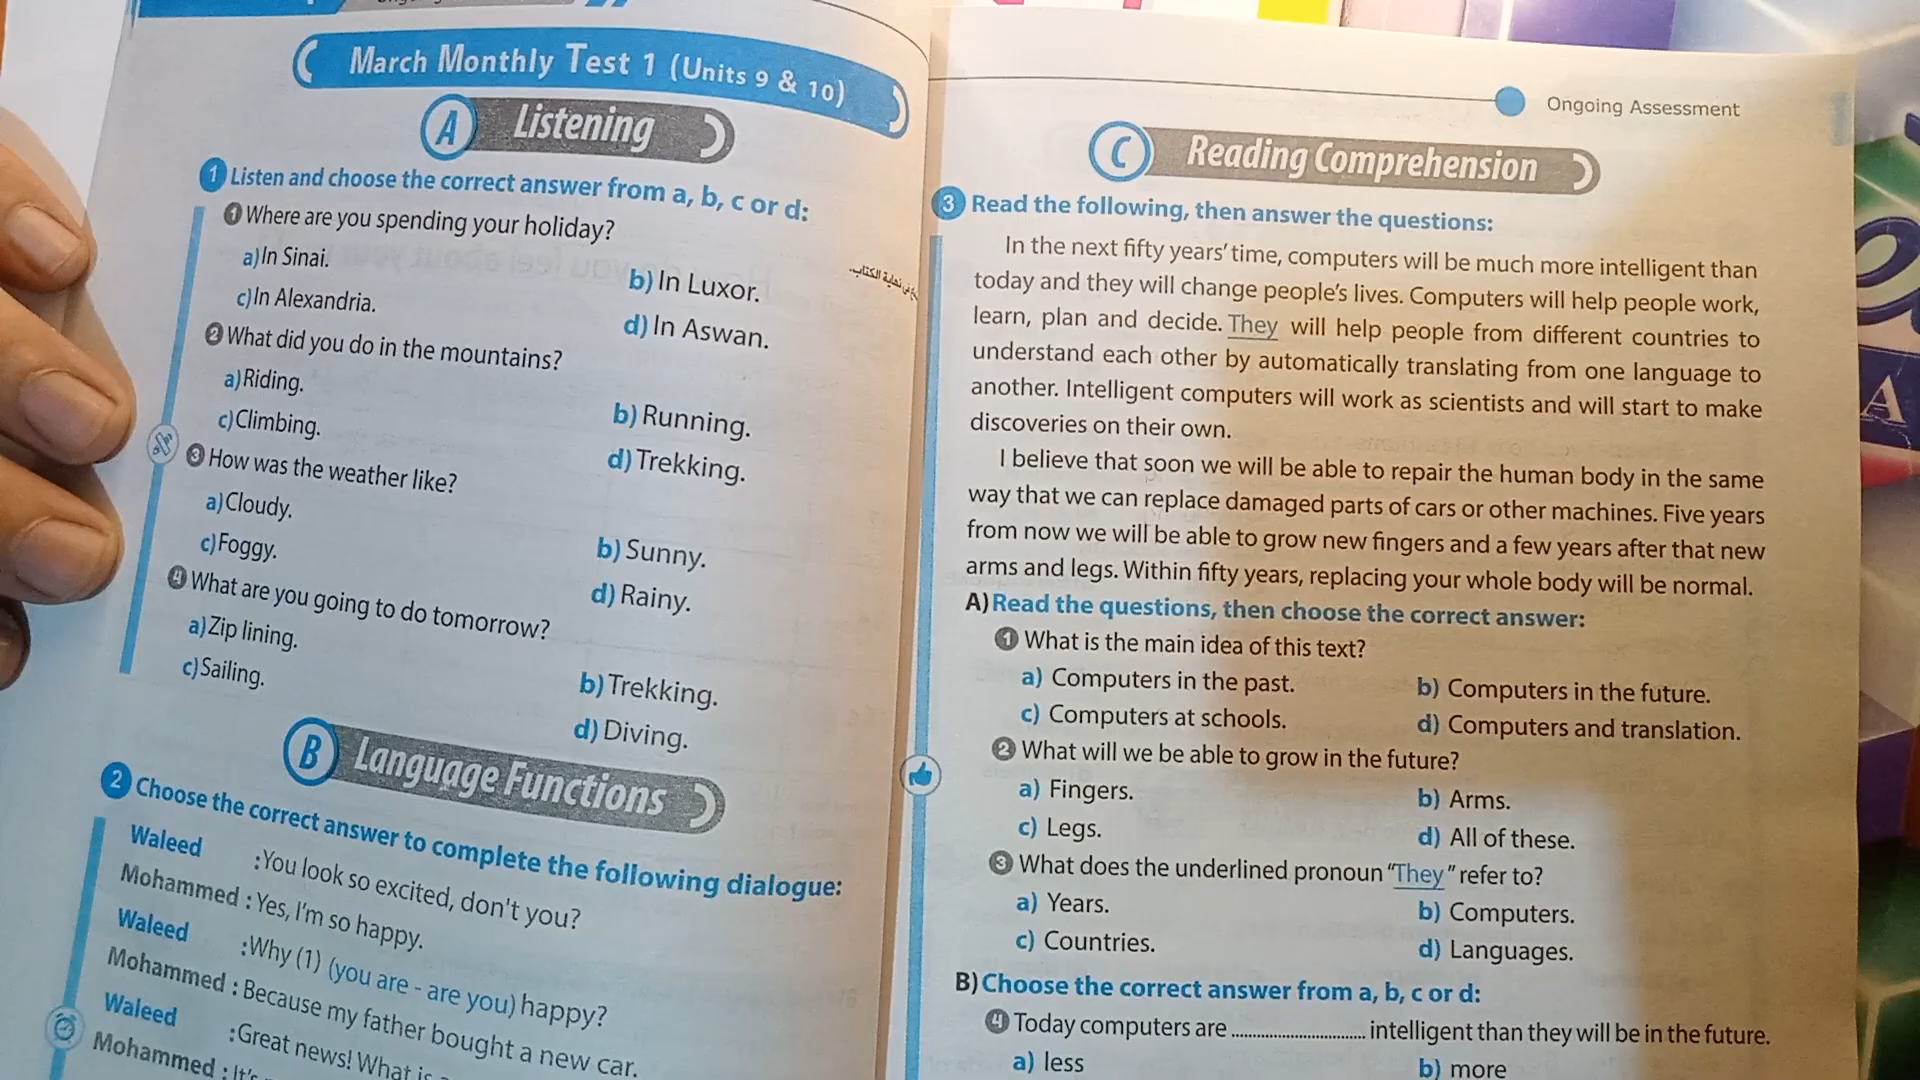 March Monthly Test 1 (Units 9 & 10)
A Listening
1 Listen and choose the correct answer from a, b, c or d:
1 Where are you spending your holiday?
a) In Sinai.
b) In Luxor.
c) In Alexandria.
d) In Aswan.
2 What did you do in the mountains?
a) Riding.
b) Running.
c) Climbing.
d) Trekking.
3 How was the weather like?
a) Cloudy.
b) Sunny.
c) Foggy.
d) Rainy.
4 What are you going to do tomorrow?
a) Zip lining.
b) Trekking.
c) Sailing.
d) Diving.
B Language Functions
2 Choose the correct answer to complete the following dialogue:
Waleed : You look so excited, don't you?
Mohammed : Yes, I'm so happy.
Waleed : Why (1) (you are - are you) happy?
Mohammed : Because my father bought a new car.
Waleed : Great news! What is
Mohammed : It's
Ongoing Assessment
C Reading Comprehension
3 Read the following, then answer the questions:
In the next fifty years' time, computers will be much more intelligent than
today and they will change people's lives. Computers will help people work,
learn, plan and decide. They will help people from different countries to
understand each other by automatically translating from one language to
another. Intelligent computers will work as scientists and will start to make
discoveries on their own.
I believe that soon we will be able to repair the human body in the same
way that we can replace damaged parts of cars or other machines. Five years
from now we will be able to grow new fingers and a few years after that new
arms and legs. Within fifty years, replacing your whole body will be normal.
A) Read the questions, then choose the correct answer:
1 What is the main idea of this text?
a) Computers in the past.
b) Computers in the future.
c) Computers at schools.
d) Computers and translation.
2 What will we be able to grow in the future?
a) Fingers.
b) Arms.
c) Legs.
d) All of these.
3 What does the underlined pronoun "They" refer to?
a) Years.
b) Computers.
c) Countries.
d) Languages.
B) Choose the correct answer from a, b, c or d:
4 Today computers are .............................. intelligent than they will be in the future.
a) less
b) more
A